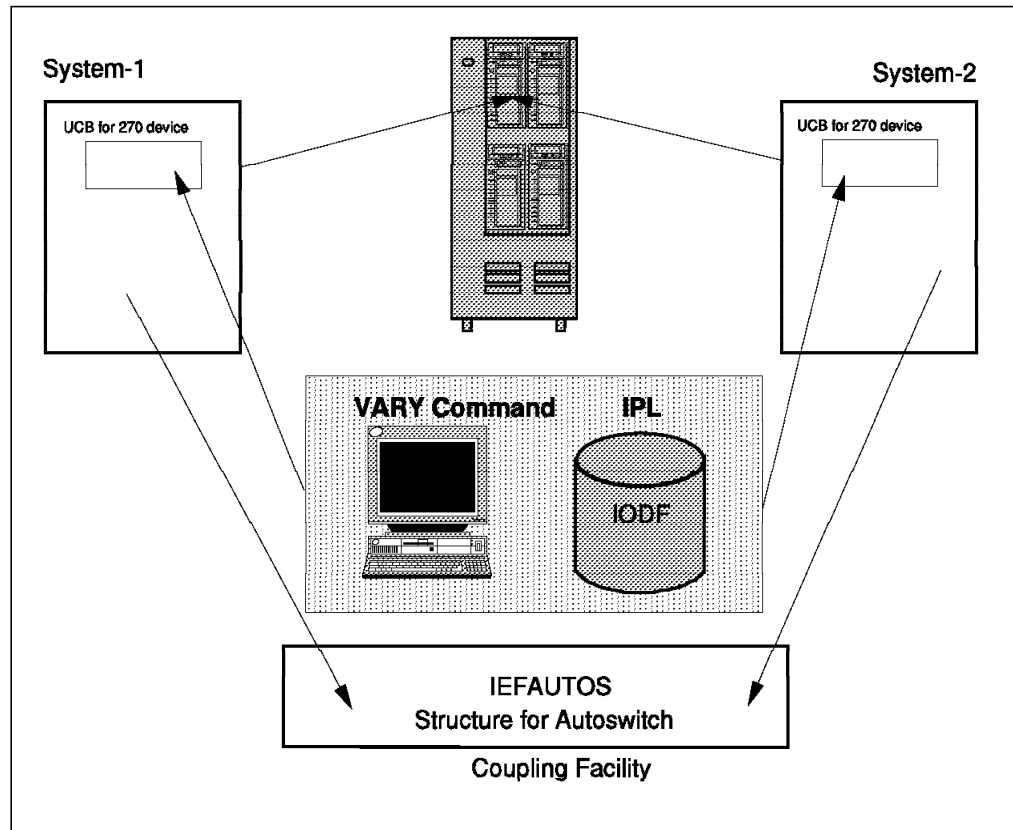 System-1
System-2
UCB for 270 device
UCB for 270 device
VARY Command
IPL
IODF
IEFAUTOS
Structure for Autoswitch
Coupling Facility